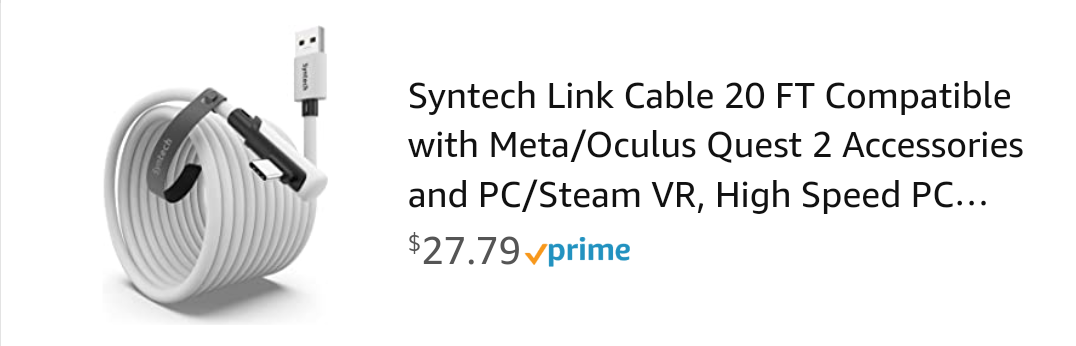 Syntech
Syntech
Syntech Link Cable 20 FT Compatible
with Meta/Oculus Quest 2 Accessories
and PC/Steam VR, High Speed PC...
$27.79 prime